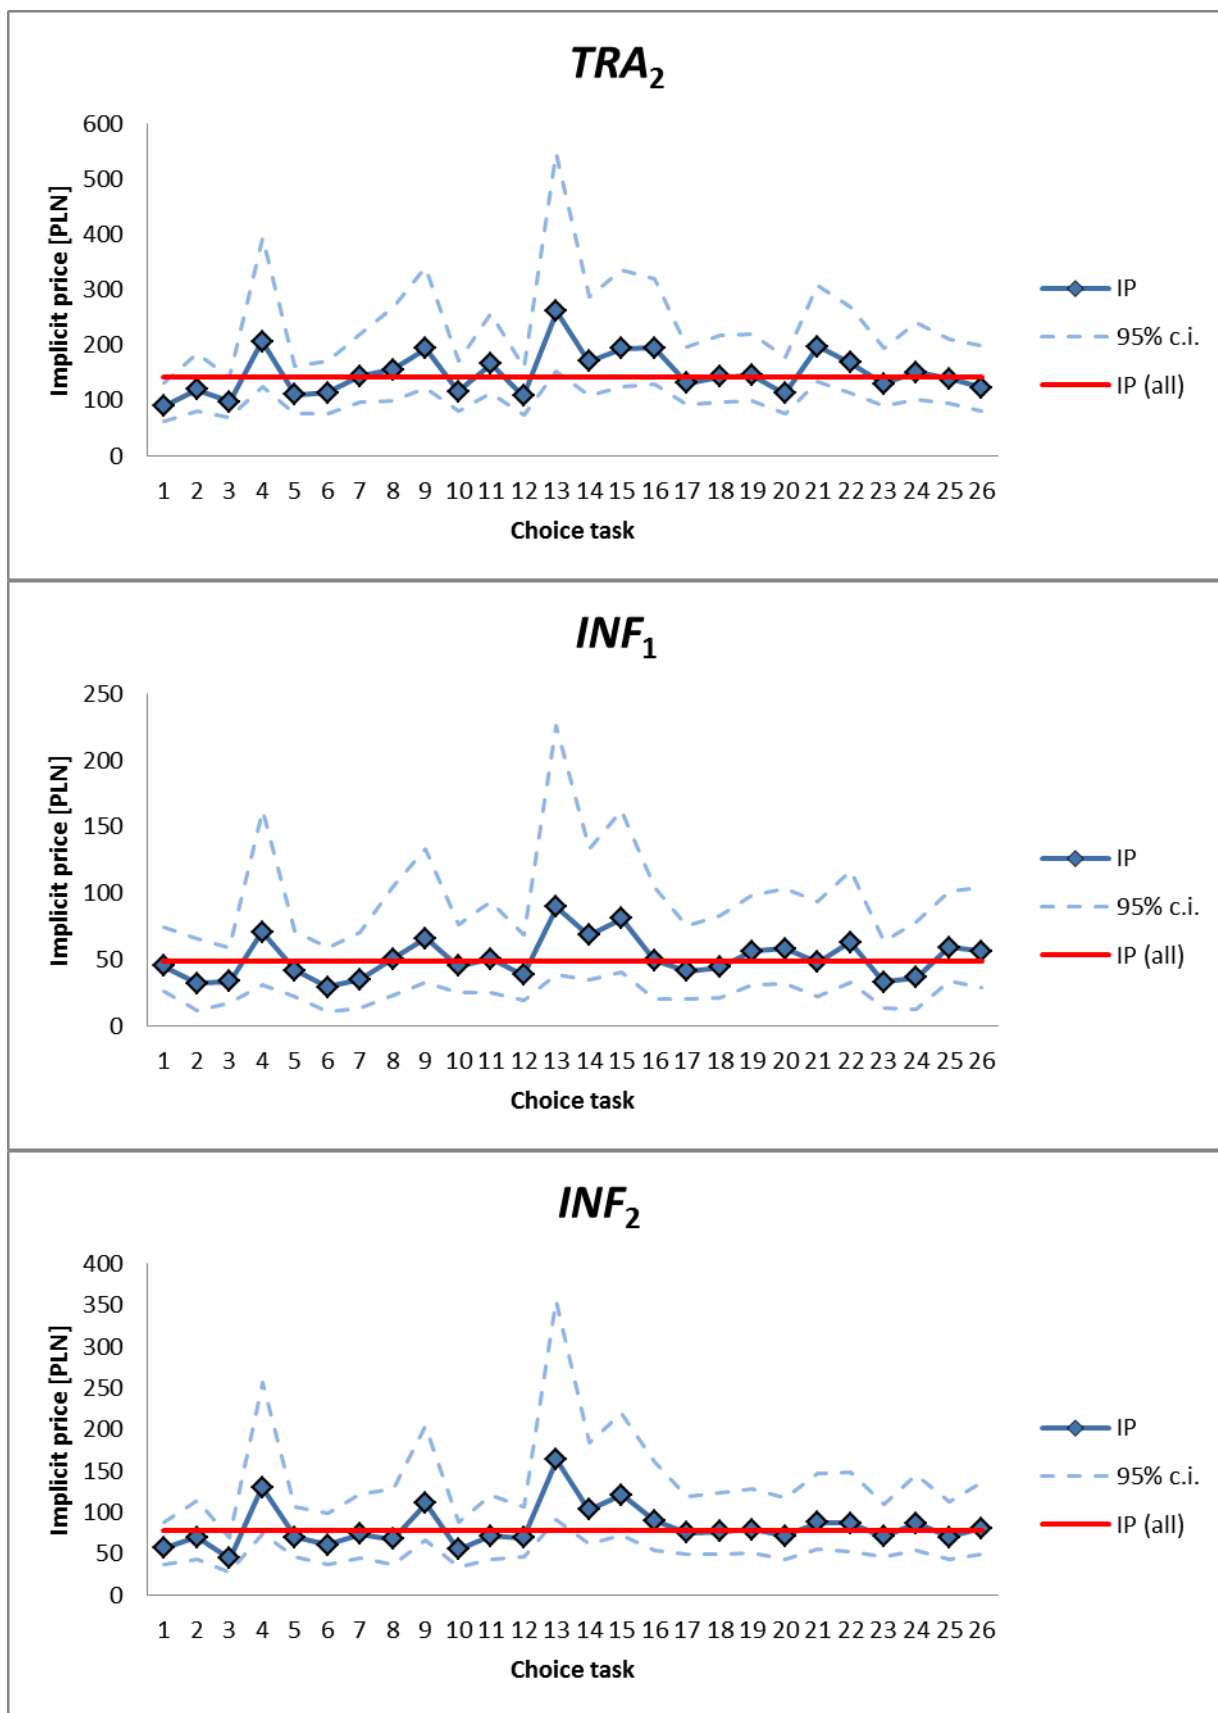 TRA2
600
500
400
300
200
100
0
Implicit price [PLN]
1 2 3 4 5 6 7 8 9 10 11 12 13 14 15 16 17 18 19 20 21 22 23 24 25 26
Choice task
IP
95% c.i.
IP (all)
INF1
250
200
150
100
50
0
Implicit price [PLN]
1 2 3 4 5 6 7 8 9 10 11 12 13 14 15 16 17 18 19 20 21 22 23 24 25 26
Choice task
IP
95% c.i.
IP (all)
INF2
400
350
300
250
200
150
100
50
0
Implicit price [PLN]
1 2 3 4 5 6 7 8 9 10 11 12 13 14 15 16 17 18 19 20 21 22 23 24 25 26
Choice task
IP
95% c.i.
IP (all)